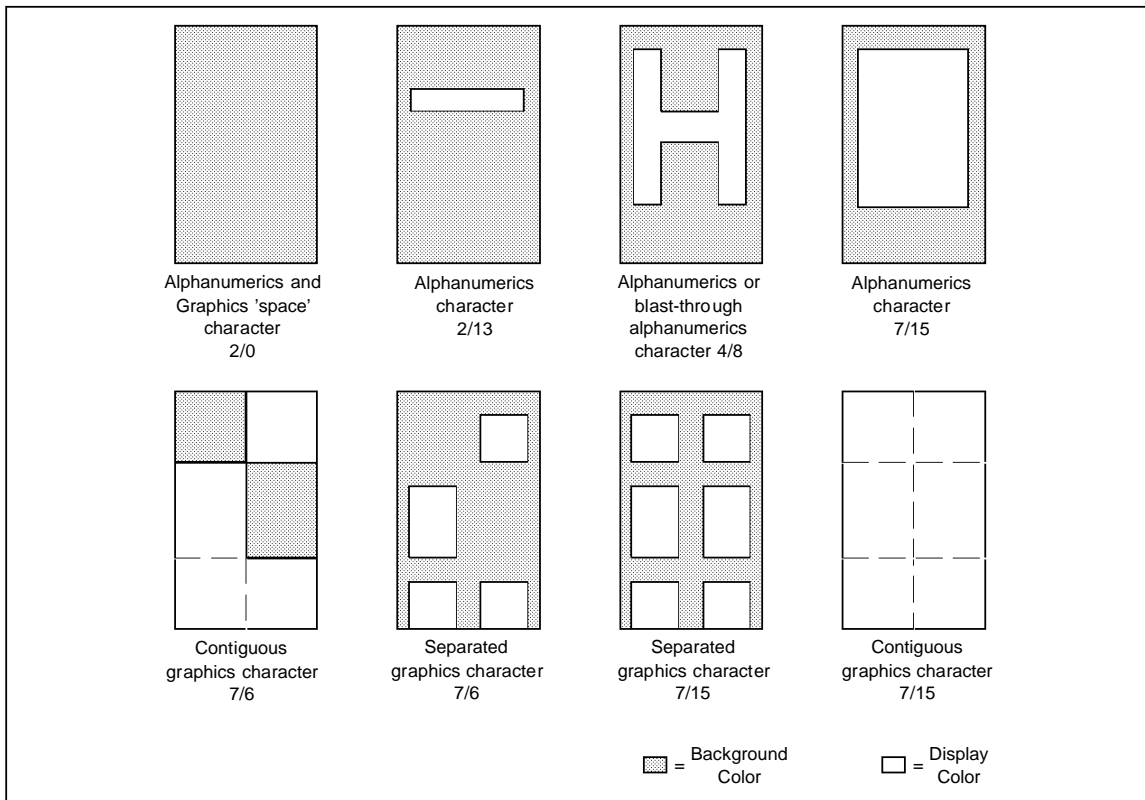 Alphanumerics and
Graphics 'space'
character
2/0
Alphanumerics
character
2/13
Alphanumerics or
blast-through
alphanumerics
character 4/8
Alphanumerics
character
7/15
Contiguous
graphics character
7/6
Separated
graphics character
7/6
Separated
graphics character
7/15
Contiguous
graphics character
7/15
= Background
Color
= Display
Color